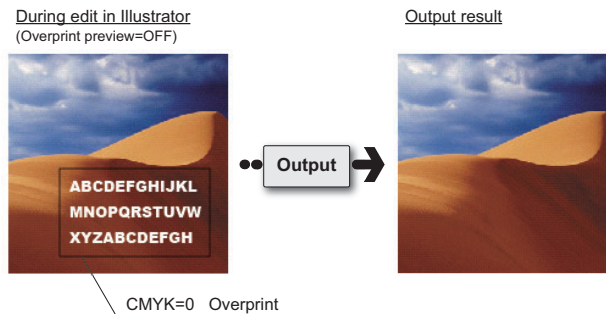 During edit in Illustrator
(Overprint preview=OFF)
Output result
ABCDEFGHIJKL
MNOPQRSTUVW
XYZABCDEFGH
Output
CMYK=0 Overprint